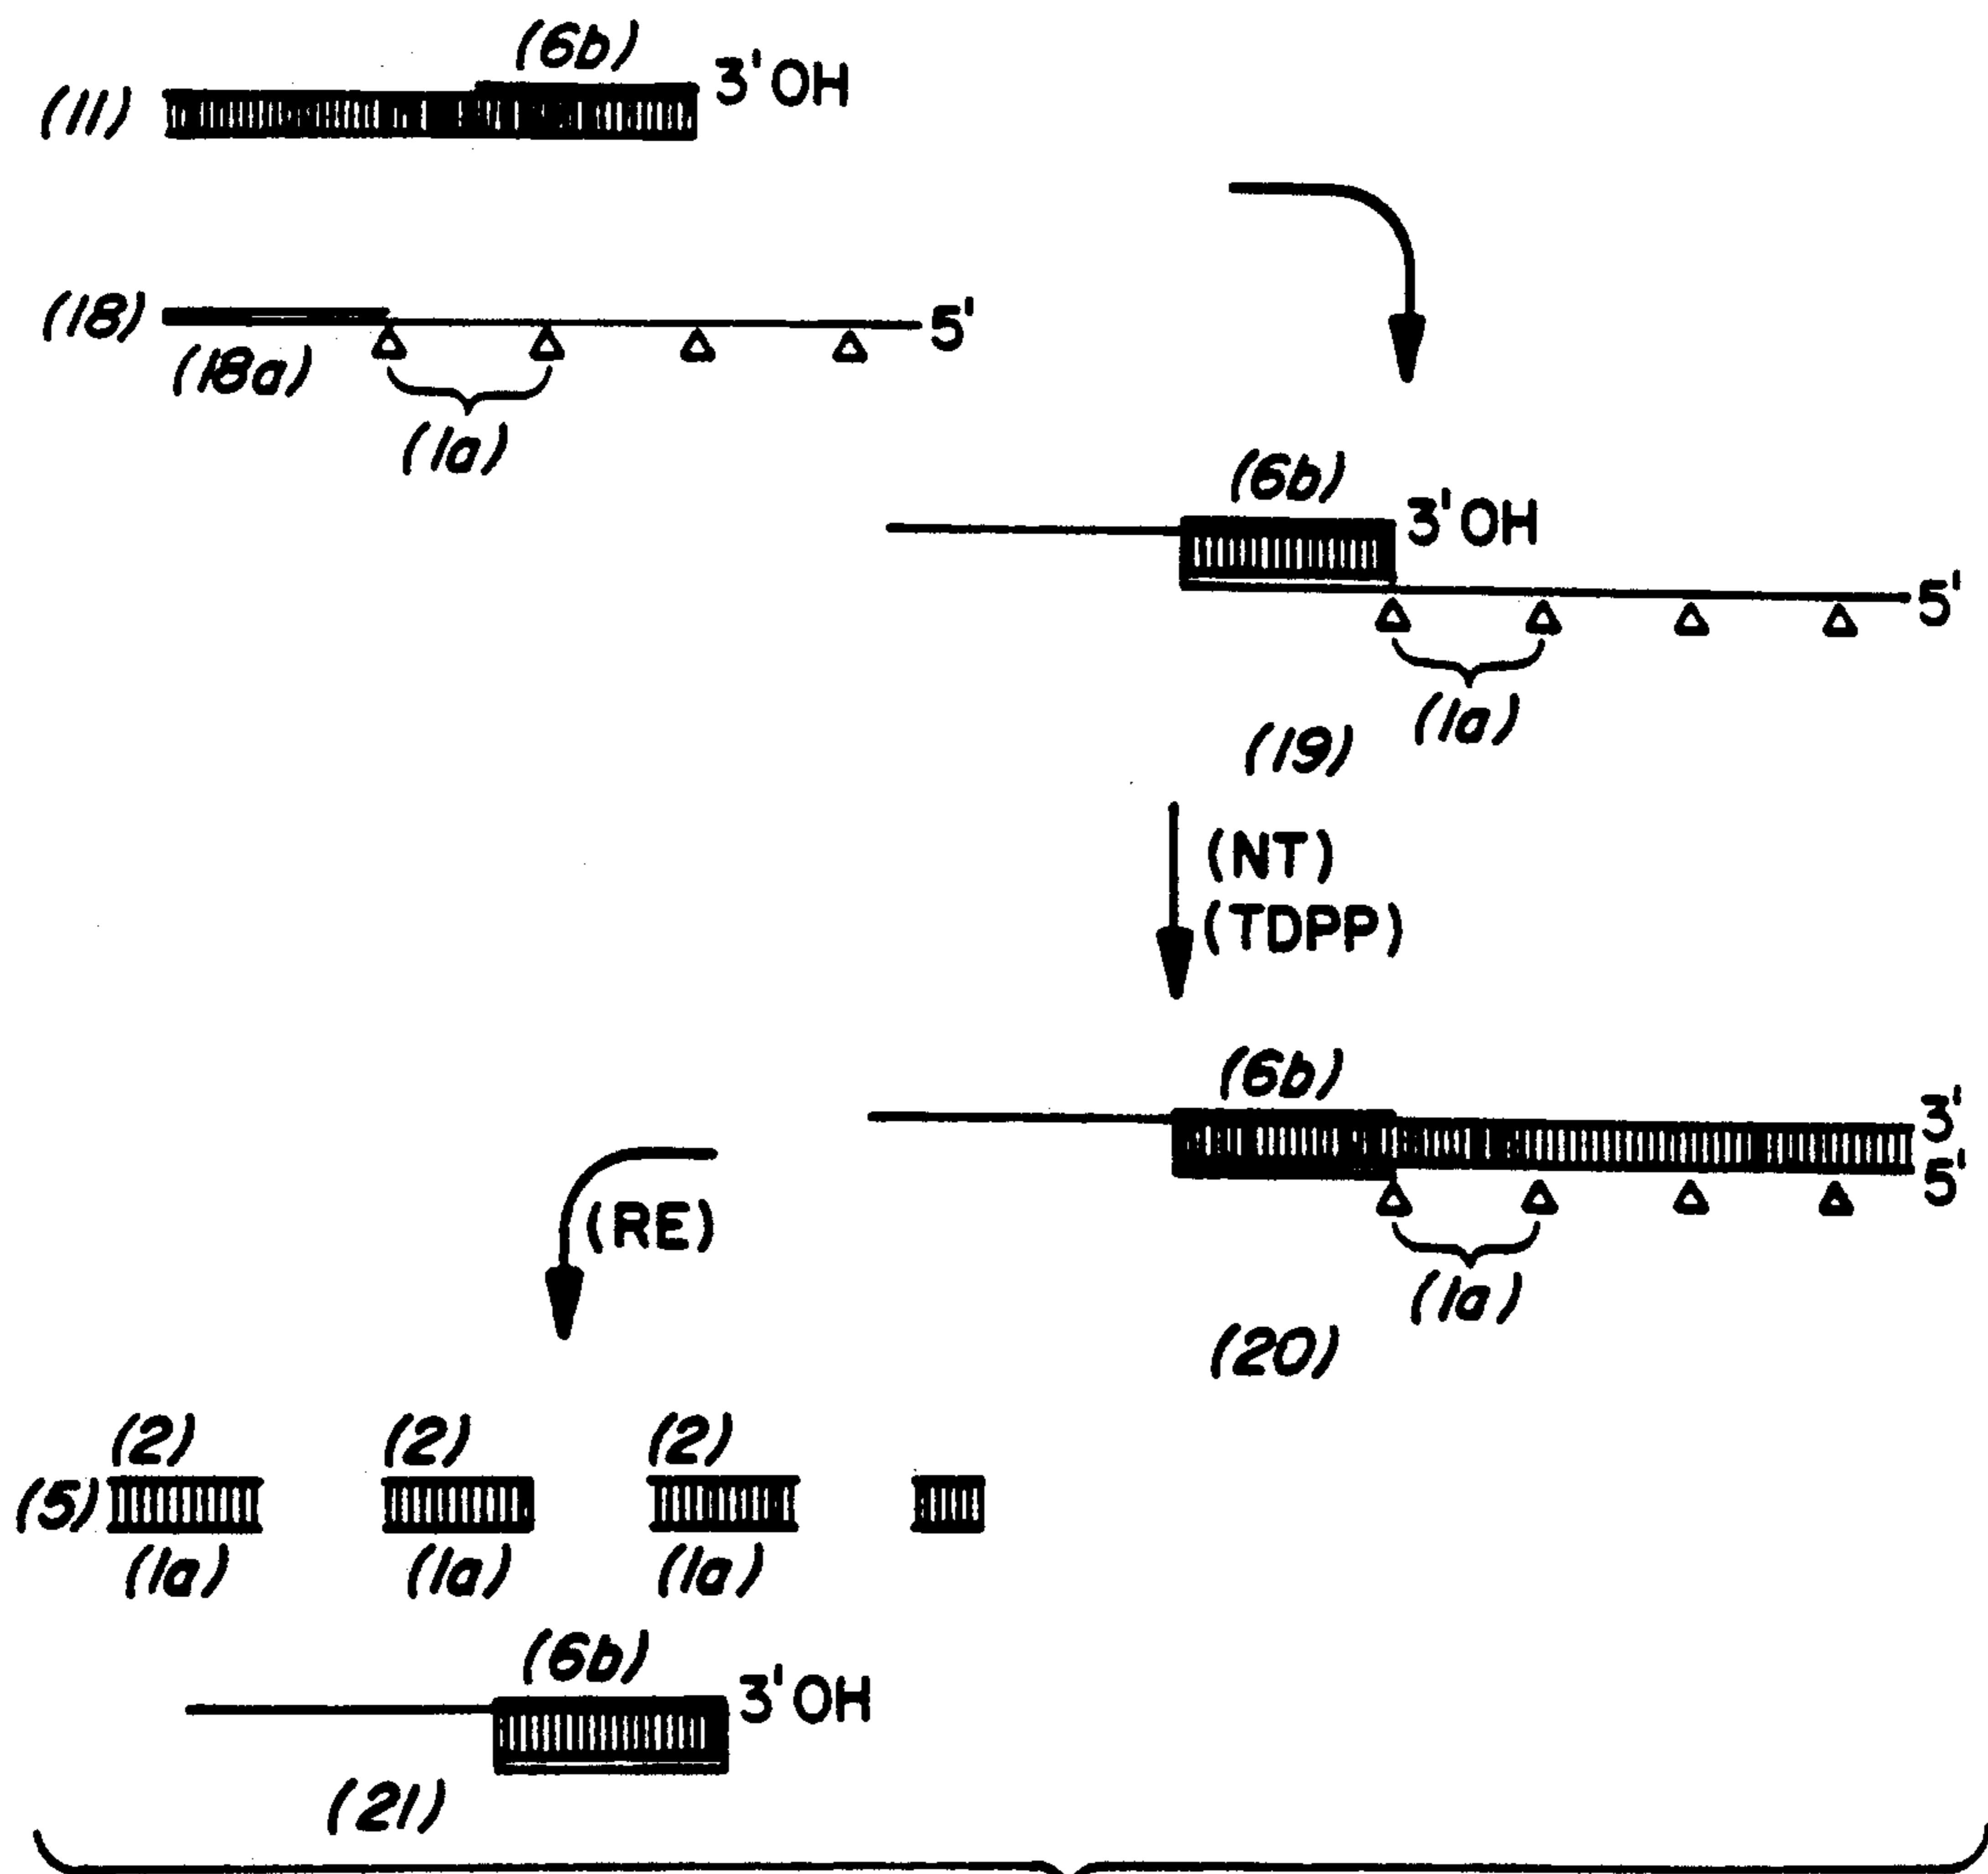 (6b)
(11) 3'OH
(18) 5'
(18a)
(1a)
(6b)
3'OH
5'
(1a)
(19)
(NT)
(TDPP)
(6b)
3'
5'
(RE)
(1a)
(20)
(2) (2) (2)
(5)
(1a) (1a) (1a)
(6b)
3'OH
(21)